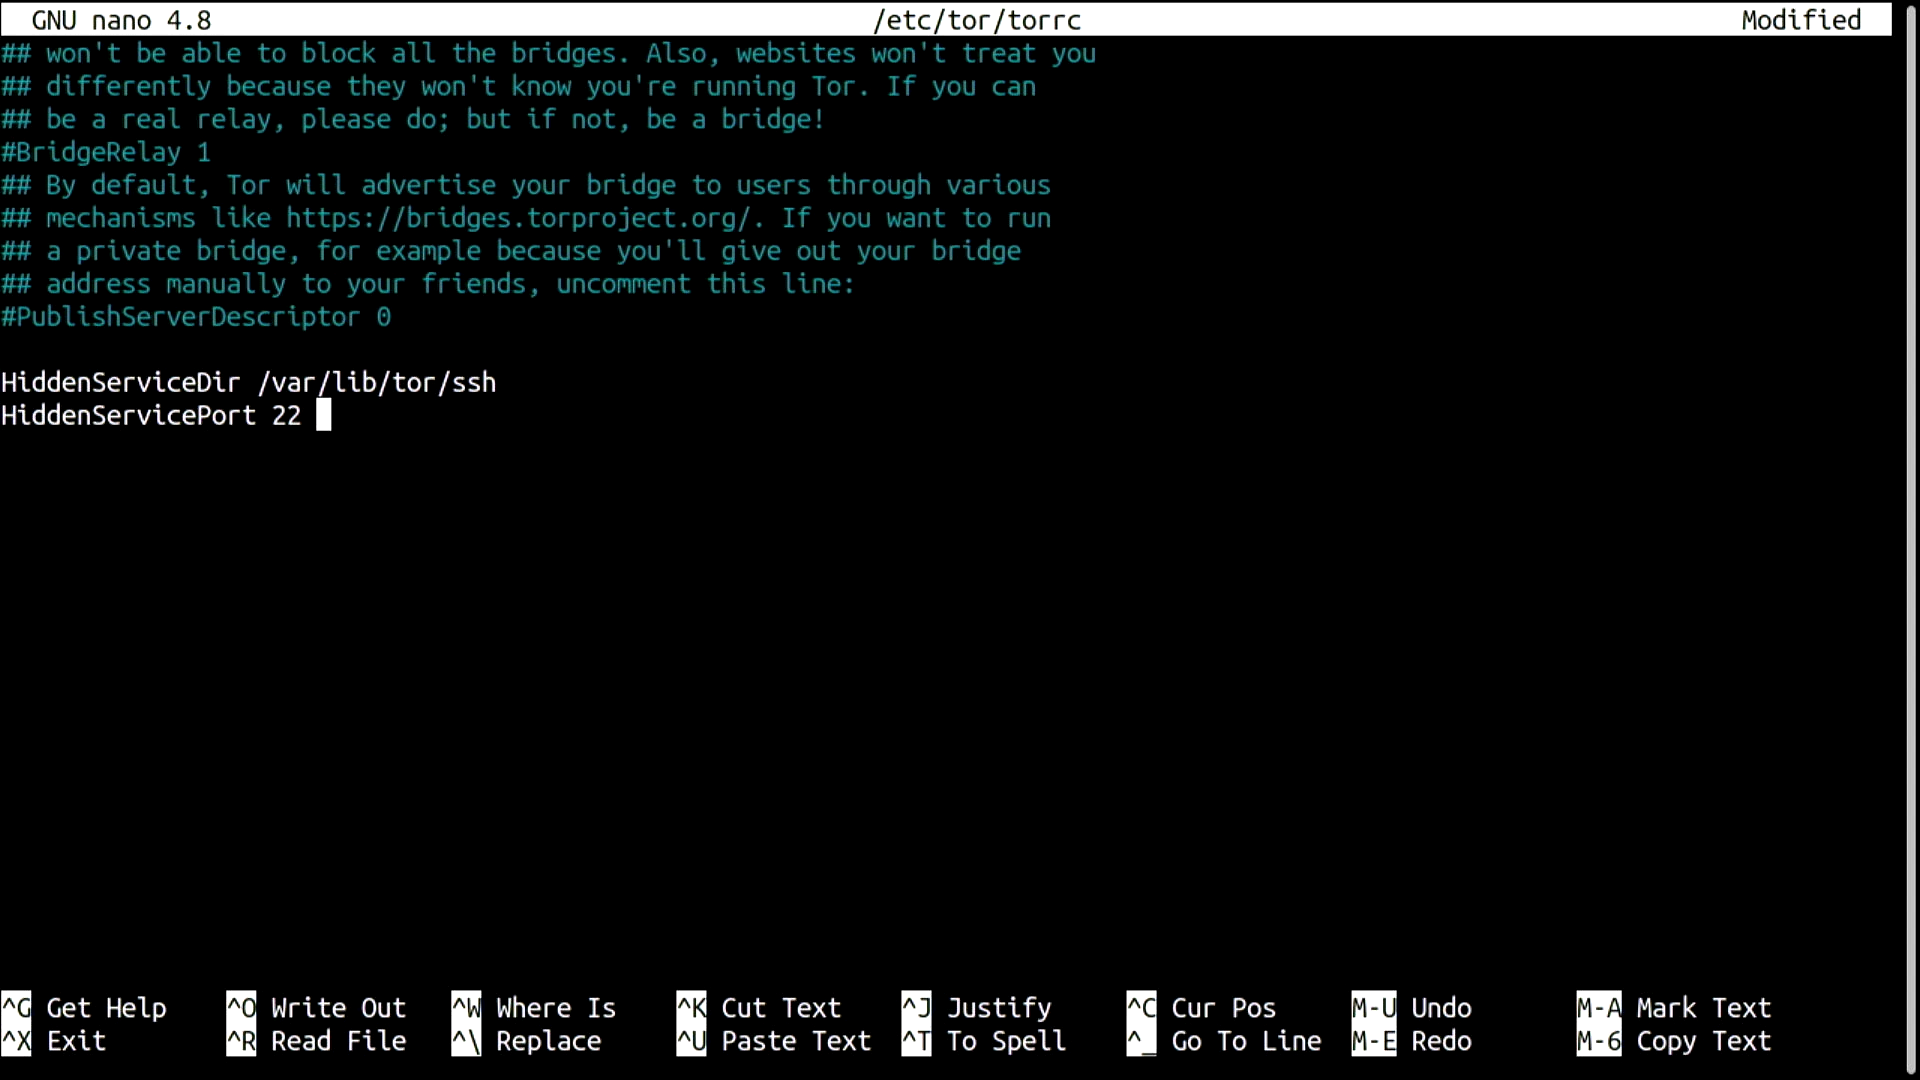 GNU nano 4.8 /etc/tor/torrc Modified
## won't be able to block all the bridges. Also, websites won't treat you
## differently because they won't know you're running Tor. If you can
## be a real relay, please do; but if not, be a bridge!
#BridgeRelay 1
## By default, Tor will advertise your bridge to users through various
## mechanisms like https://bridges.torproject.org/. If you want to run
## a private bridge, for example because you'll give out your bridge
## address manually to your friends, uncomment this line:
#PublishServerDescriptor 0
HiddenServiceDir /var/lib/tor/ssh
HiddenServicePort 22
^G Get Help ^O Write Out ^W Where Is ^K Cut Text ^J Justify ^C Cur Pos M-U Undo M-A Mark Text
^X Exit ^R Read File ^\ Replace ^U Paste Text ^T To Spell ^_ Go To Line M-E Redo M-6 Copy Text